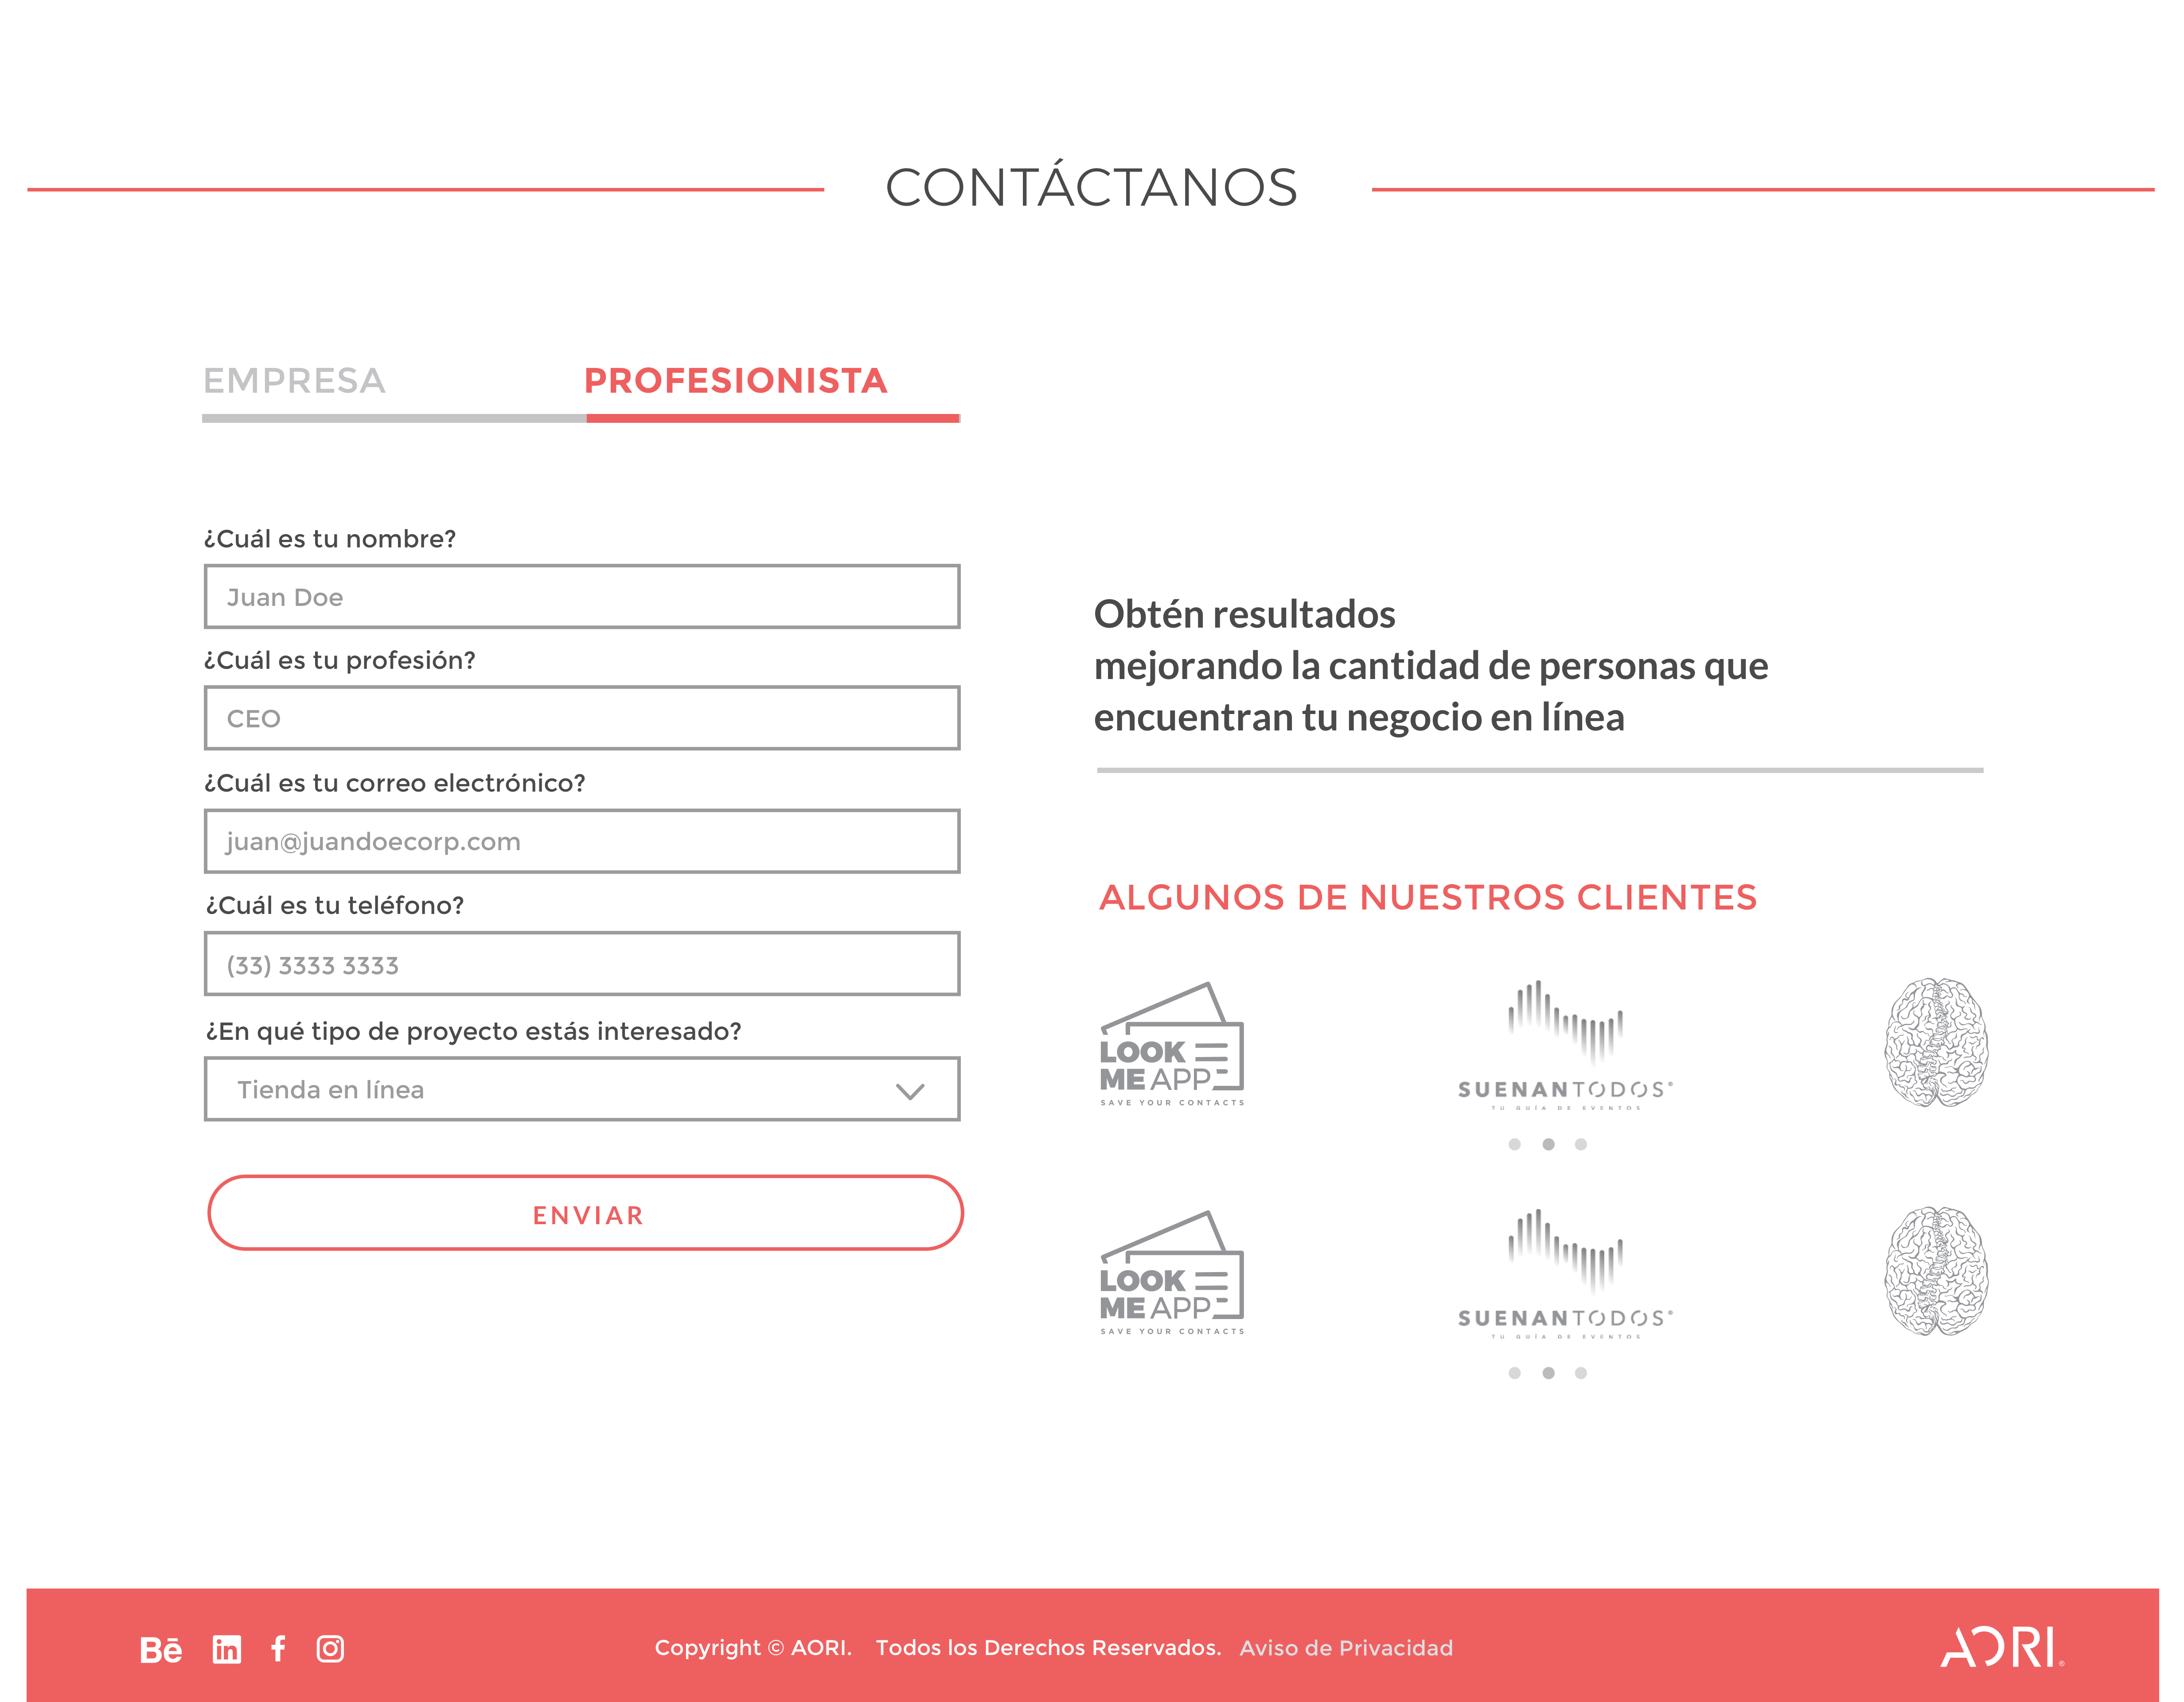 CONTÁCTANOS
EMPRESA
PROFESIONISTA
¿Cuál es tu nombre?
Juan Doe
¿Cuál es tu profesión?
CEO
¿Cuál es tu correo electrónico?
juan@juandoecorp.com
¿Cuál es tu teléfono?
(33) 3333 3333
¿En qué tipo de proyecto estás interesado?
Tienda en línea
ENVIAR
Obtén resultados
mejorando la cantidad de personas que
encuentran tu negocio en línea
ALGUNOS DE NUESTROS CLIENTES
LOOK
ME APP
SAVE YOUR CONTACTS
SUENANTODOS®
TU GUÍA DE EVENTOS
LOOK
ME APP
SAVE YOUR CONTACTS
SUENANTODOS®
TU GUÍA DE EVENTOS
Bē in f
Copyright © AORI. Todos los Derechos Reservados. Aviso de Privacidad
AORI®